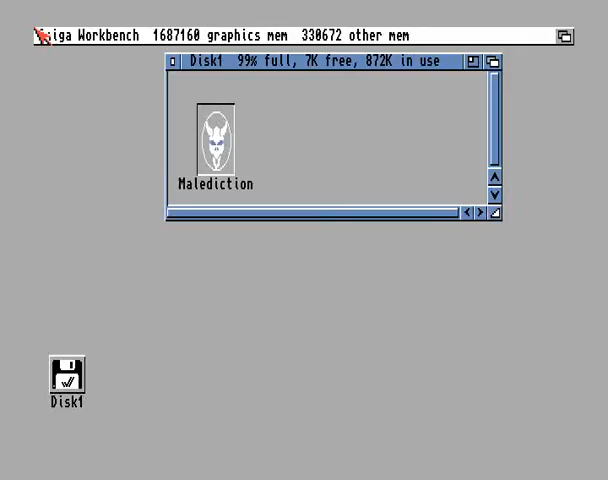 iga Workbench 1687160 graphics mem 330672 other mem
Disk1 99% full, 7K free, 872K in use
Malediction
Disk1